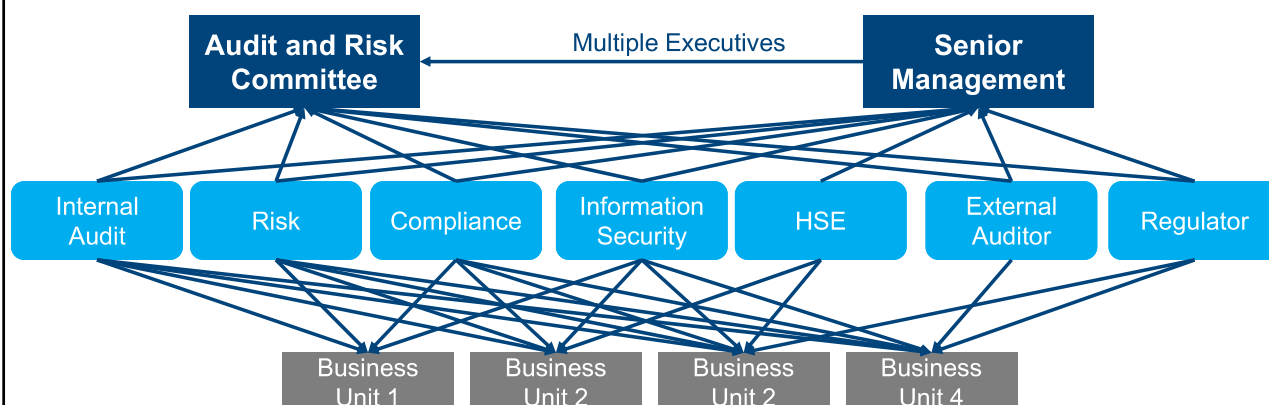 Audit and Risk
Committee
Multiple Executives
Senior
Management
Internal
Audit
Risk
Compliance
Information
Security
HSE
External
Auditor
Regulator
Business
Unit 1
Business
Unit 2
Business
Unit 2
Business
Unit 4